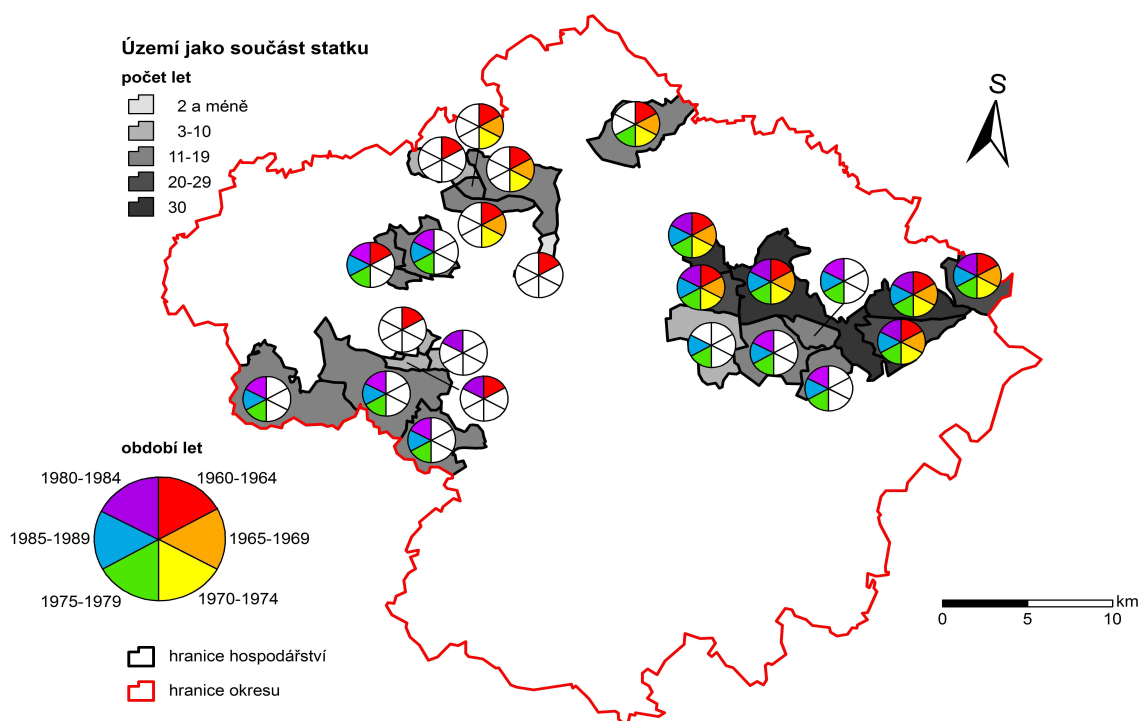 Území jako součást statku
počet let
2 a méně
3-10
11-19
20-29
30
S
období let
1980-1984
1960-1964
1985-1989
1965-1969
1975-1979
1970-1974
hranice hospodářství
hranice okresu
km
0 5 10